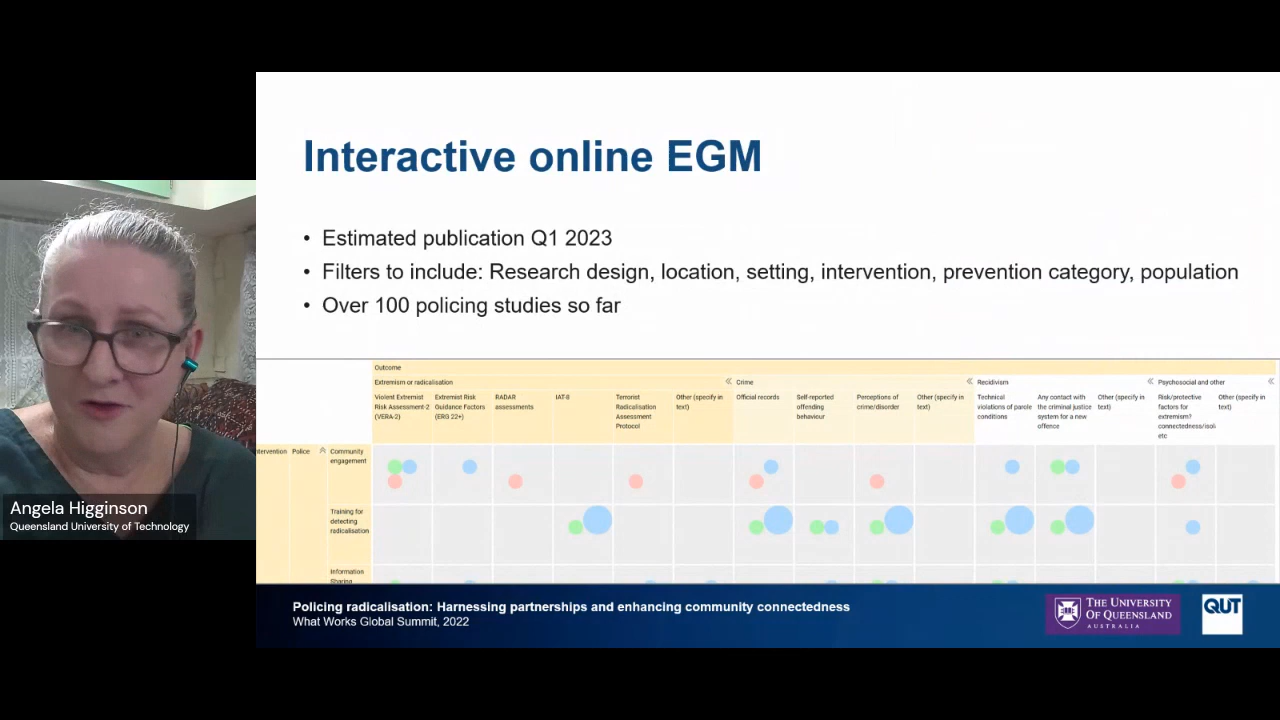 Interactive online EGM
• Estimated publication Q1 2023
• Filters to include: Research design, location, setting, intervention, prevention category, population
• Over 100 policing studies so far
Outcome
Extremism or radicalisation
Crime
Recidivism
Psychosocial and other
Violent Extremist
Risk Assessment-2
(VERA-2)
Extremist Risk
Guidance Factors
(ERG 22+)
RADAR
assessments
IAT-8
Terrorist
Radicalisation
Assessment
Protocol
Other (specify in
text)
Official records
Self-reported
offending
behaviour
Perceptions of
crime/disorder
Other (specify in
text)
Technical
violations of parole
conditions
Any contact with
the criminal justice
system for a new
offence
Other (specify in
text)
Risk/protective
factors for
extremism?
connectedness/isol
etc
Other (specify in
text)
ntervention
Police
Community
engagement
Training for
detecting
radicalisation
Information
Sharing
Angela Higginson
Queensland University of Technology
Policing radicalisation: Harnessing partnerships and enhancing community connectedness
What Works Global Summit, 2022
THE UNIVERSITY
OF QUEENSLAND
AUSTRALIA
QUT